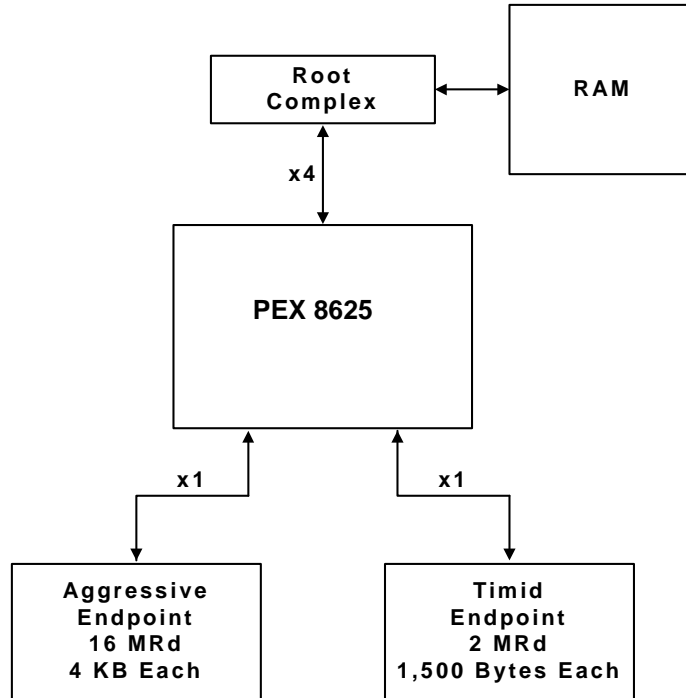 Root
Complex
RAM
x4
PEX 8625
x1
x1
Aggressive
Endpoint
16 MRd
4 KB Each
Timid
Endpoint
2 MRd
1,500 Bytes Each